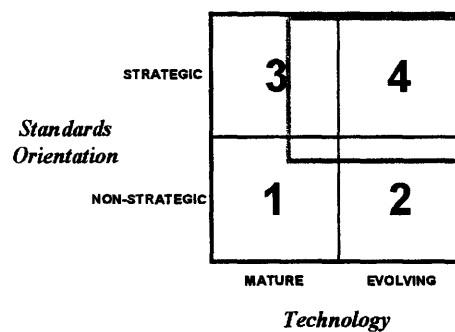 STRATEGIC
3
4
Standards
Orientation
NON-STRATEGIC
1
2
MATURE
EVOLVING
Technology